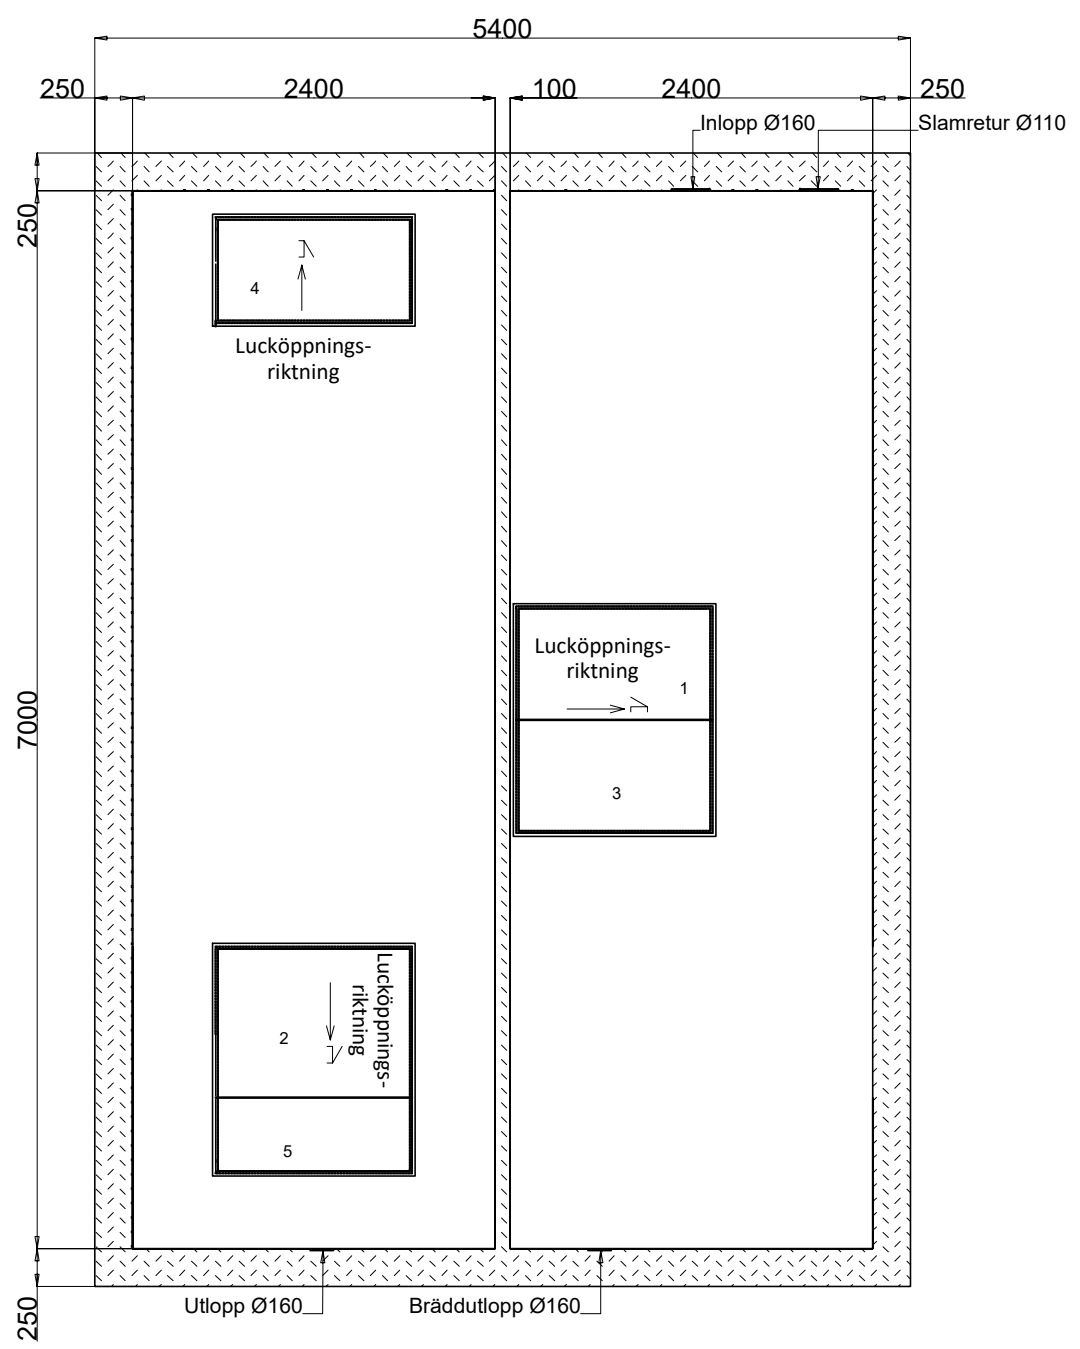 5400
250
2400
100
2400
250
Inlopp Ø160
Slamretur Ø110
250
4
Lucköppnings-
riktning
Lucköppnings-
riktning
1
7000
3
Lucköppnings-
riktning
2
5
250
Utlopp Ø160
Bräddutlopp Ø160